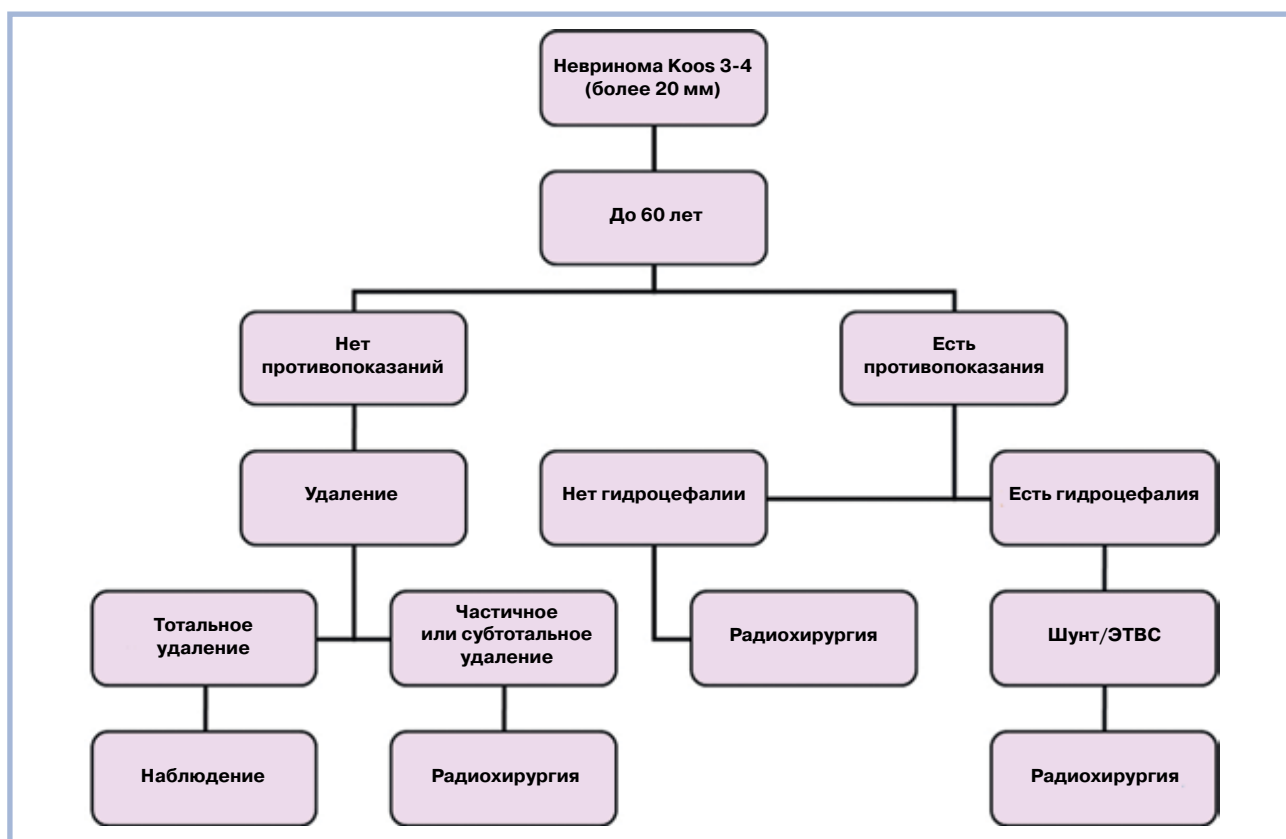 Невринома Koos 3-4
(более 20 мм)
До 60 лет
Нет
противопоказаний
Есть
противопоказания
Удаление
Нет гидроцефалии
Есть гидроцефалия
Тотальное
удаление
Частичное
или субтотальное
удаление
Радиохирургия
Шунт/ЭТВС
Наблюдение
Радиохирургия
Радиохирургия